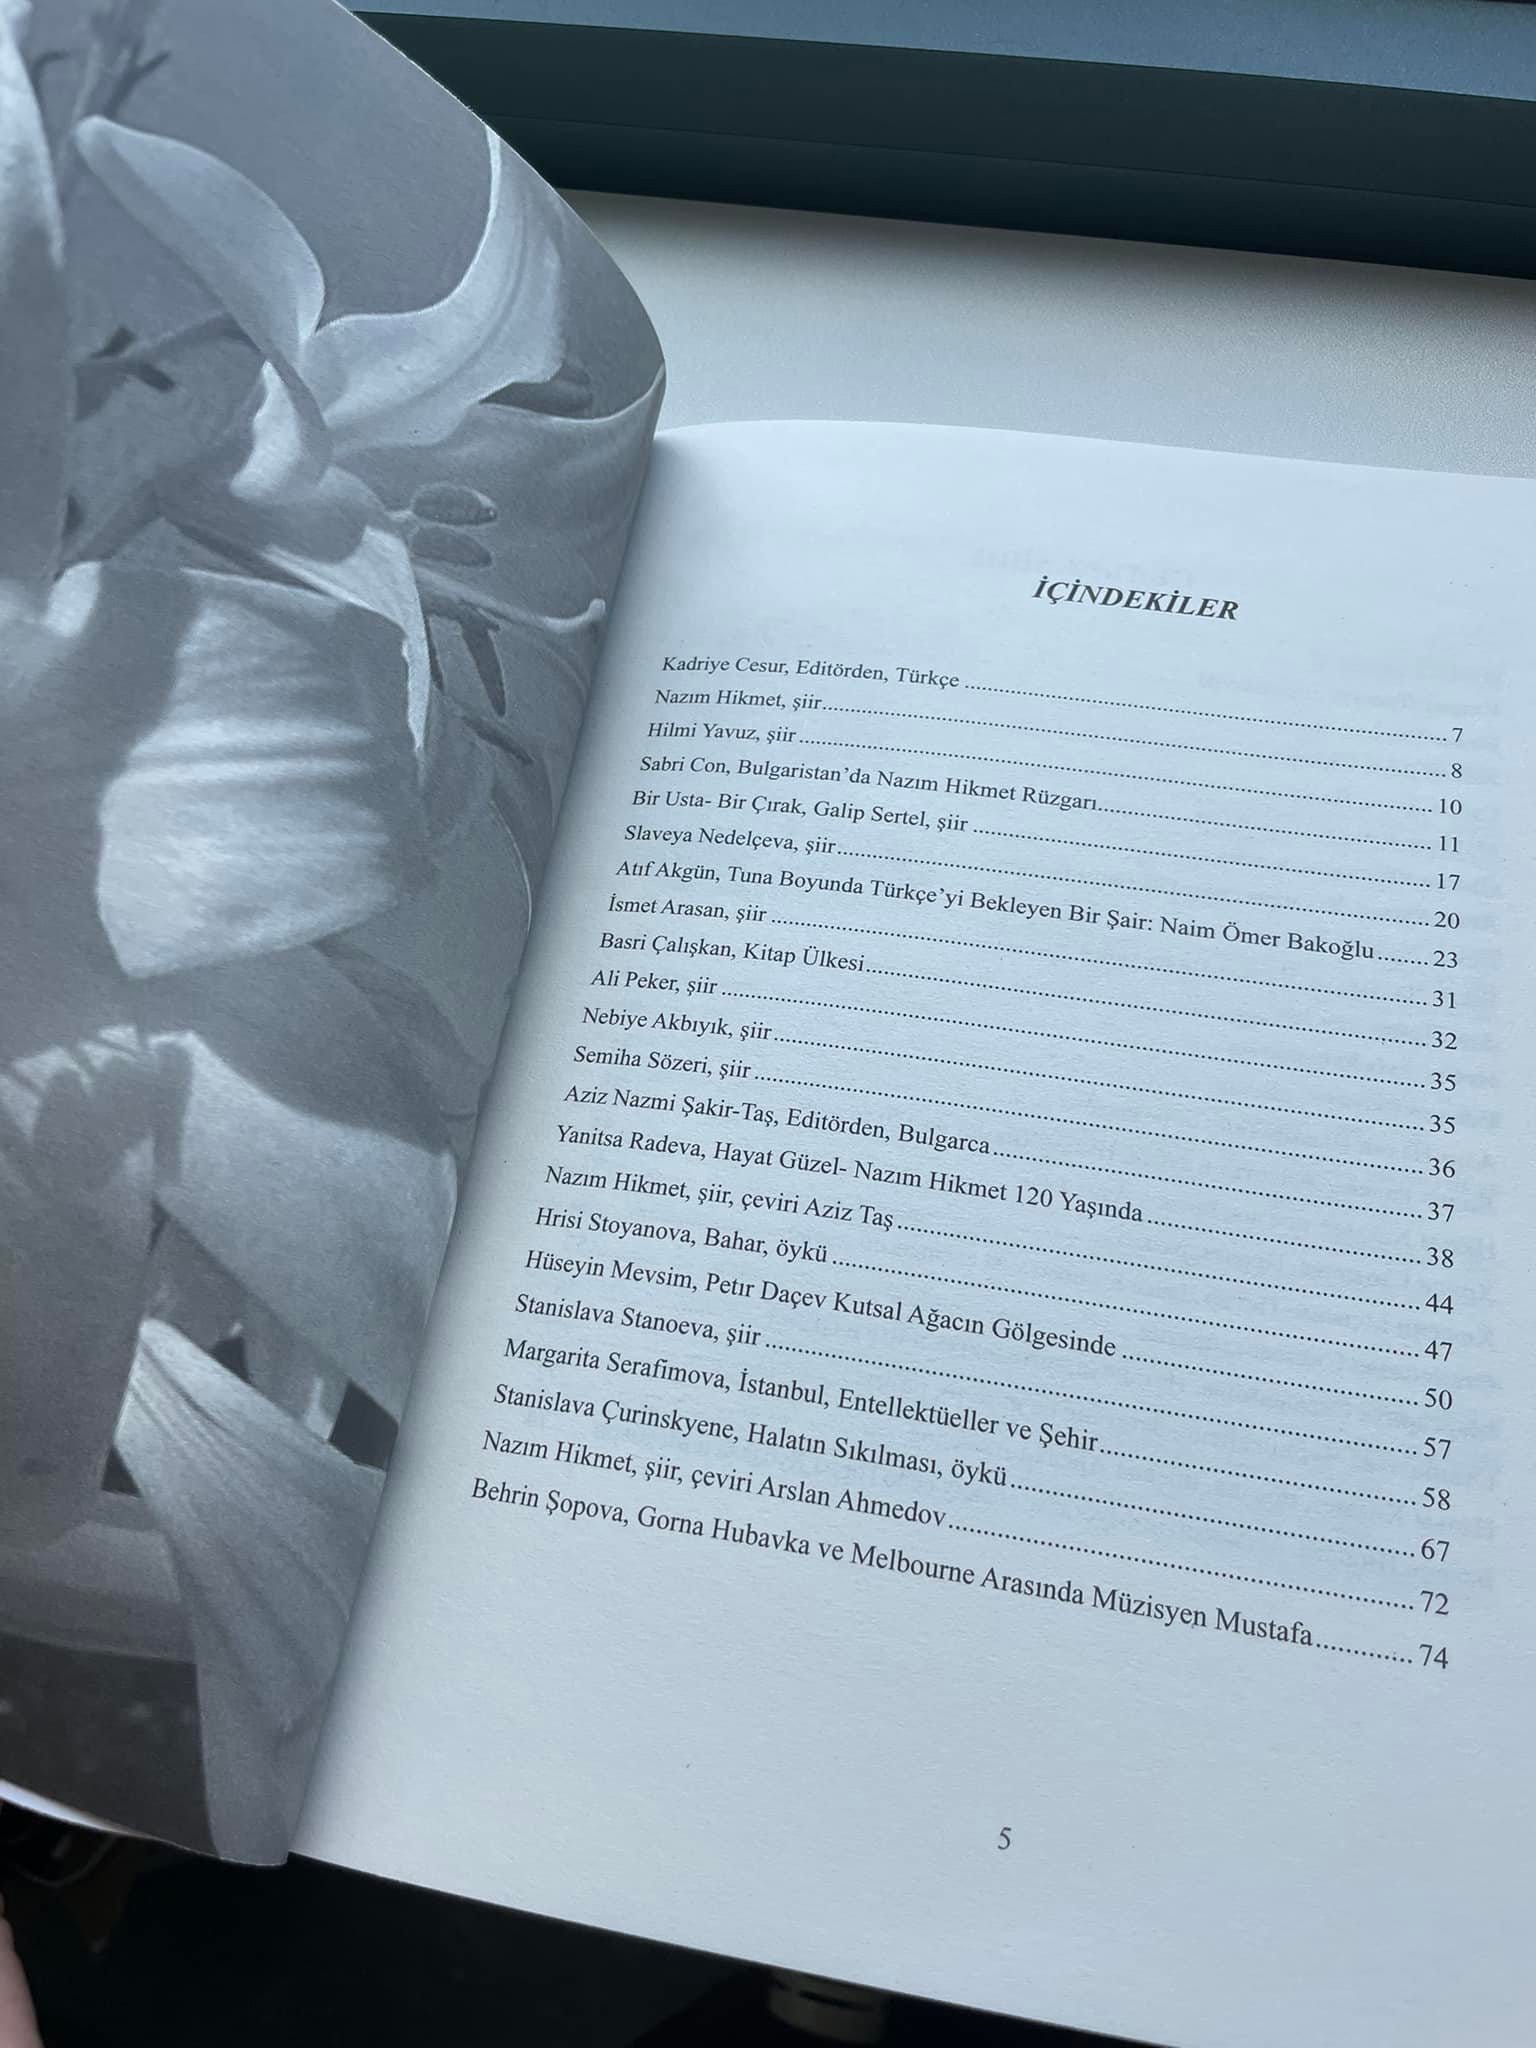 İÇİNDEKİLER
Kadriye Cesur, Editörden, Türkçe ........ 7
Nazım Hikmet, şiir........ 8
Hilmi Yavuz, şiir ........ 10
Sabri Con, Bulgaristan’da Nazım Hikmet Rüzgarı........ 11
Bir Usta- Bir Çırak, Galip Sertel, şiir ........ 17
Slaveya Nedelçeva, şiir........ 20
Atıf Akgün, Tuna Boyunda Türkçe’yi Bekleyen Bir Şair: Naim Ömer Bakoğlu........ 23
İsmet Arasan, şiir ........ 31
Basri Çalışkan, Kitap Ülkesi........ 32
Ali Peker, şiir ........ 35
Nebiye Akbıyık, şiir........ 35
Semiha Sözeri, şiir ........ 36
Aziz Nazmi Şakir-Taş, Editörden, Bulgarca........ 37
Yanitsa Radeva, Hayat Güzel- Nazım Hikmet 120 Yaşında ........ 38
Nazım Hikmet, şiir, çeviri Aziz Taş ........ 44
Hrisi Stoyanova, Bahar, öykü ........ 47
Hüseyin Mevsim, Petır Daçev Kutsal Ağacın Gölgesinde ........ 50
Stanislava Stanoeva, şiir ........ 57
Margarita Serafimova, İstanbul, Entellektüeller ve Şehir........ 58
Stanislava Çurinskyene, Halatın Sıkılması, öykü ........ 67
Nazım Hikmet, şiir, çeviri Arslan Ahmedov........ 72
Behrin Şopova, Gorna Hubavka ve Melbourne Arasında Müzisyen Mustafa........ 74
5